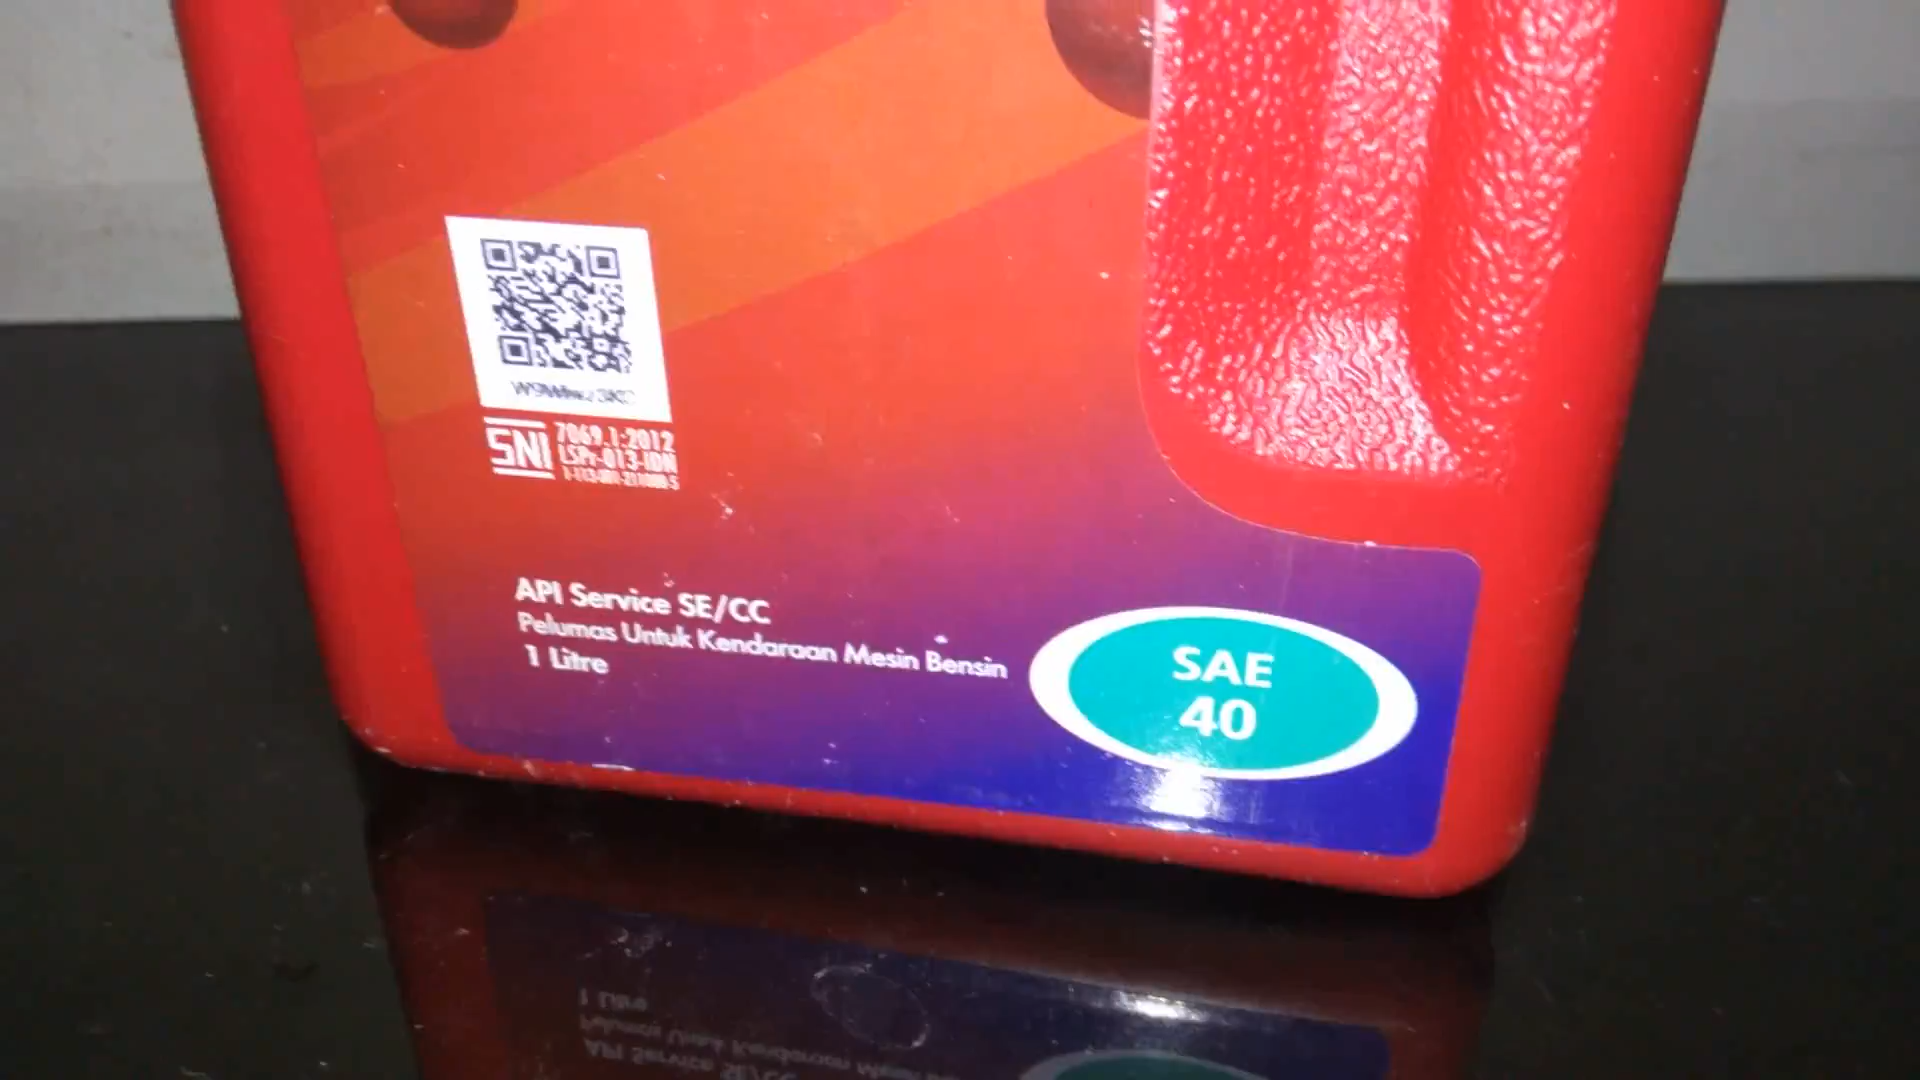 SNI
7069.1:2012
LSPr-013-IDN
API Service SE/CC
Pelumas Untuk Kendaraan Mesin Bensin
1 Litre
SAE
40